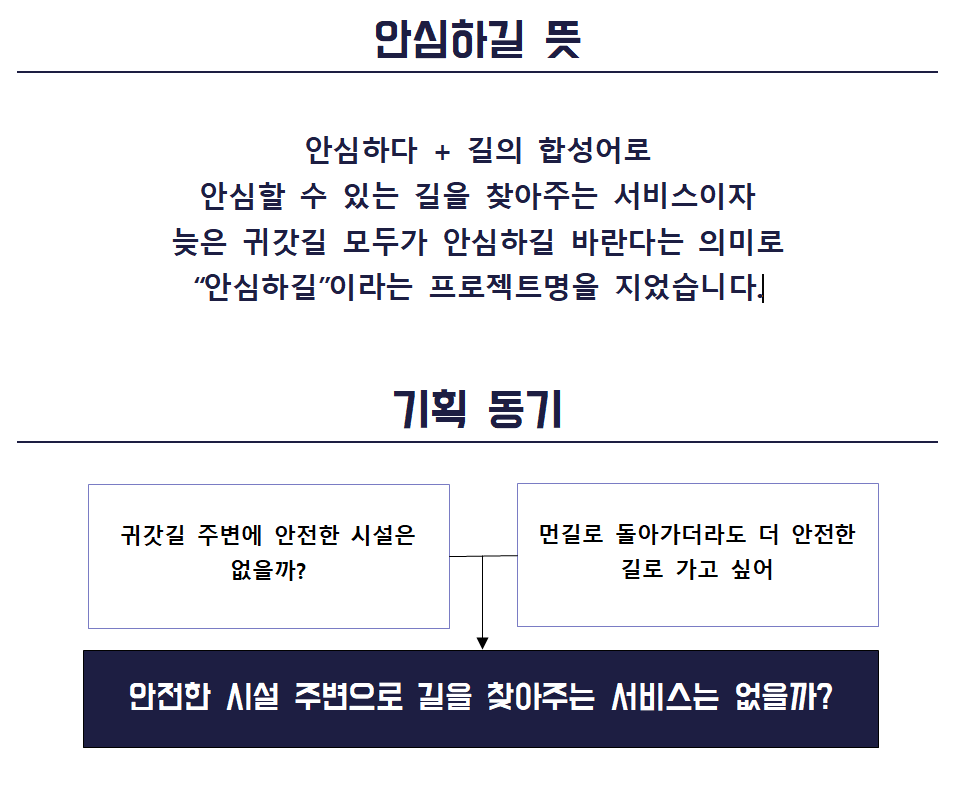 안심하길 뜻
안심하다 + 길의 합성어로
안심할 수 있는 길을 찾아주는 서비스이자
늦은 귀갓길 모두가 안심하길 바란다는 의미로
“안심하길”이라는 프로젝트명을 지었습니다.
기획 동기
귀갓길 주변에 안전한 시설은
없을까?
먼길로 돌아가더라도 더 안전한
길로 가고 싶어
안전한 시설 주변으로 길을 찾아주는 서비스는 없을까?